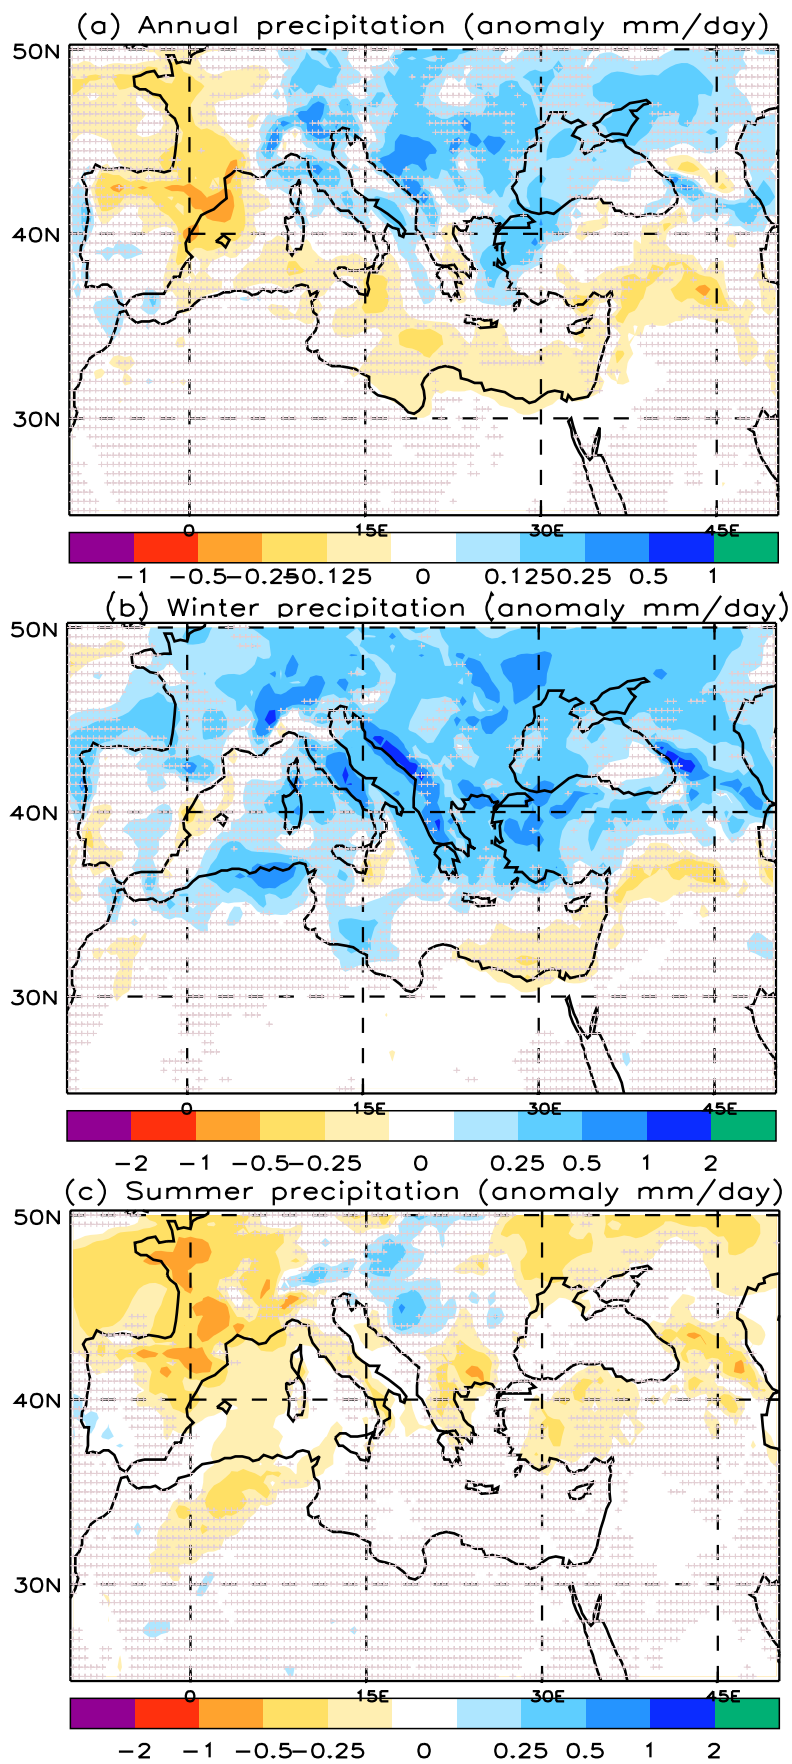 (a) Annual precipitation (anomaly mm/day)
50N
40N
30N
0 15E 30E 45E
-1 -0.5 -0.25 -0.125 0 0.125 0.25 0.5 1
(b) Winter precipitation (anomaly mm/day)
50N
40N
30N
0 15E 30E 45E
-2 -1 -0.5 -0.25 0 0.25 0.5 1 2
(c) Summer precipitation (anomaly mm/day)
50N
40N
30N
0 15E 30E 45E
-2 -1 -0.5 -0.25 0 0.25 0.5 1 2